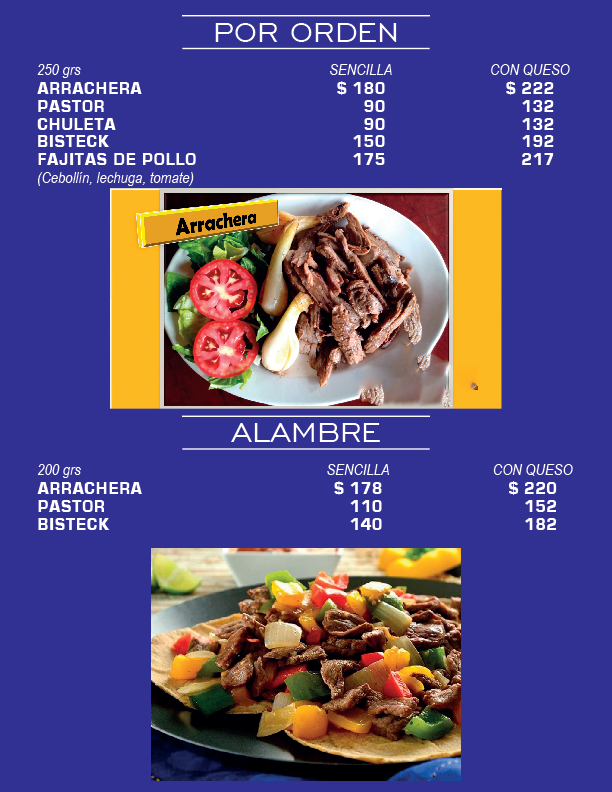 POR ORDEN
250 grs SENCILLA CON QUESO
ARRACHERA $ 180 $ 222
PASTOR 90 132
CHULETA 90 132
BISTECK 150 192
FAJITAS DE POLLO 175 217
(Cebollín, lechuga, tomate)
Arrachera
ALAMBRE
200 grs SENCILLA CON QUESO
ARRACHERA $ 178 $ 220
PASTOR 110 152
BISTECK 140 182